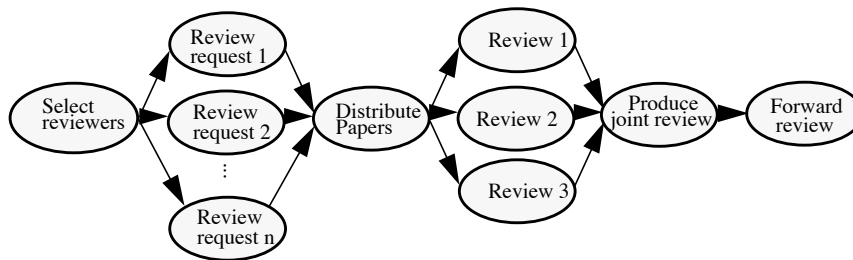 Select
reviewers
Review
request 1
Review
request 2
⋮
Review
request n
Distribute
Papers
Review 1
Review 2
Review 3
Produce
joint review
Forward
review